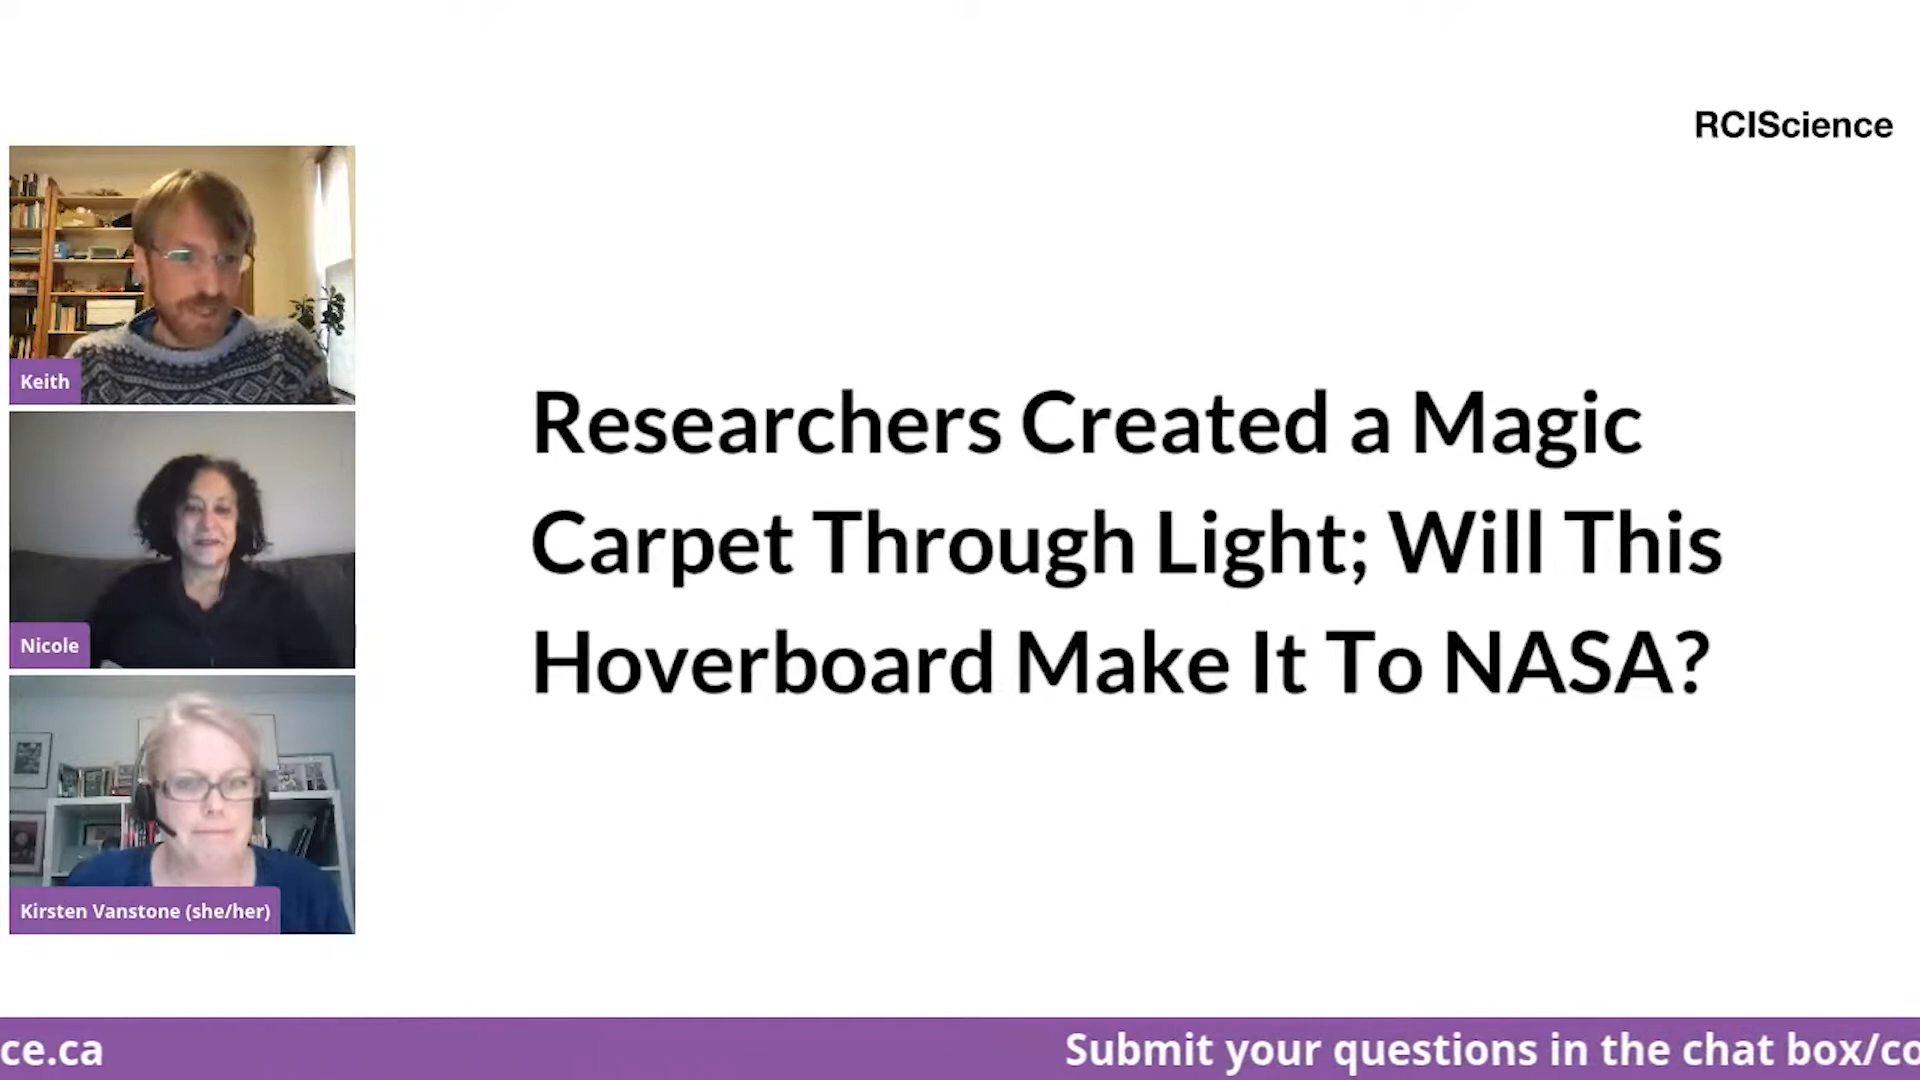 RCIScience
Keith
Nicole
Kirsten Vanstone (she/her)
Researchers Created a Magic
Carpet Through Light; Will This
Hoverboard Make It To NASA?
ce.ca
Submit your questions in the chat box/co